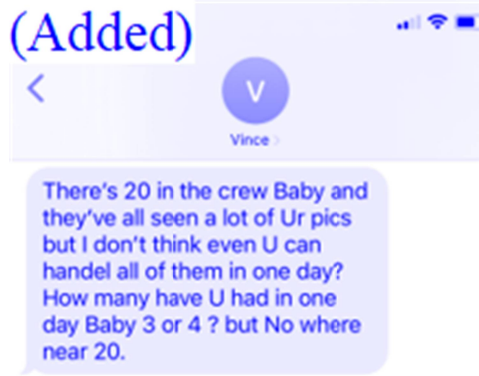 (Added)
V
Vince
There's 20 in the crew Baby and
they've all seen a lot of Ur pics
but I don't think even U can
handel all of them in one day?
How many have U had in one
day Baby 3 or 4 ? but No where
near 20.